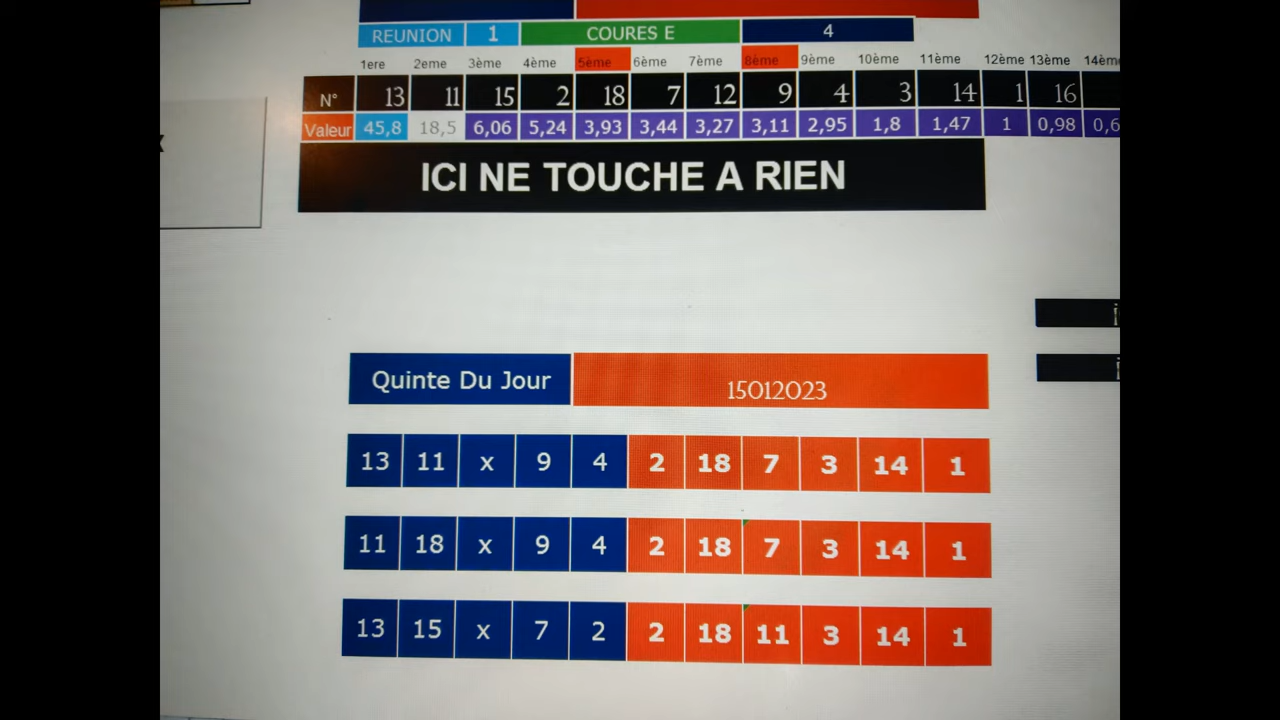 REUNION 1 COURES E 4
1ere 2eme 3ème 4ème 5ème 6ème 7ème 8ème 9ème 10ème 11ème 12ème 13ème 14ème
N° 13 11 15 2 18 7 12 9 4 3 14 1 16
Valeur 45,8 18,5 6,06 5,24 3,93 3,44 3,27 3,11 2,95 1,8 1,47 1 0,98 0,6
ICI NE TOUCHE A RIEN
Quinte Du Jour 15012023
13 11 x 9 4 2 18 7 3 14 1
11 18 x 9 4 2 18 7 3 14 1
13 15 x 7 2 2 18 11 3 14 1